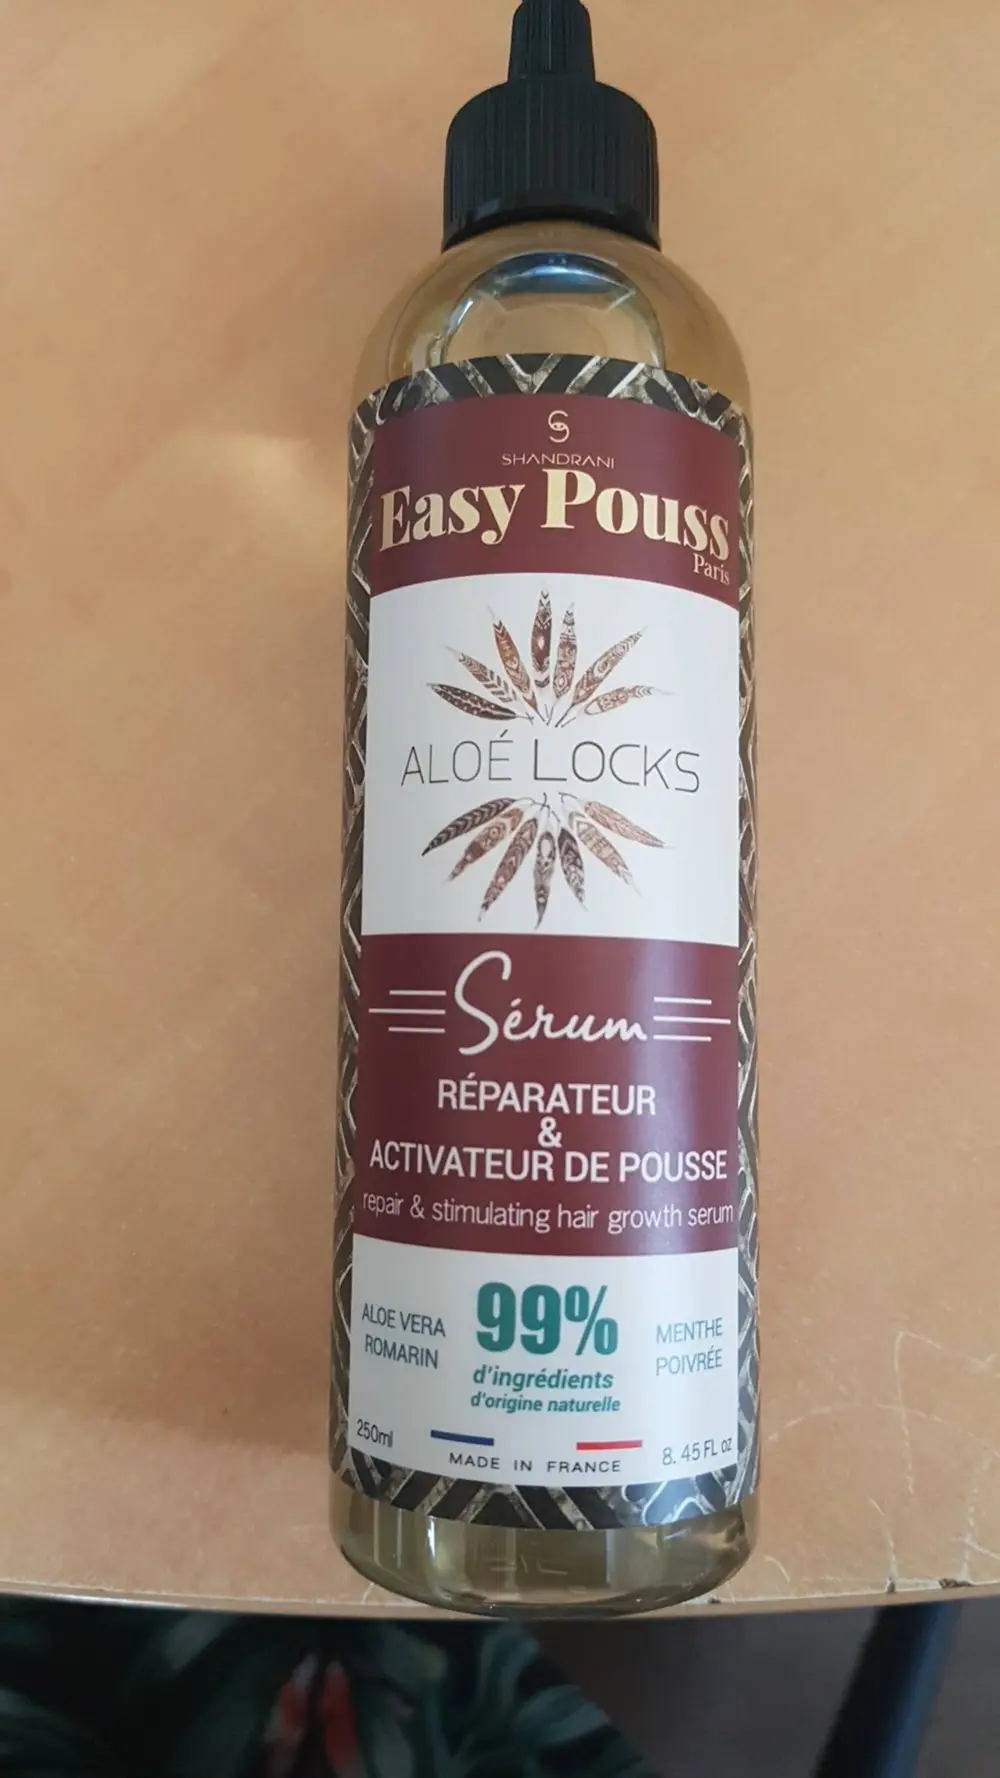 SHANDRANI
Easy Pouss
Paris
ALOÉ LOCKS
Sérum
RÉPARATEUR
&
ACTIVATEUR DE POUSSE
repair & stimulating hair growth serum
ALOE VERA
ROMARIN
99%
d'ingrédients
d'origine naturelle
MENTHE
POIVRÉE
250ml
MADE IN FRANCE
8.45 FL oz